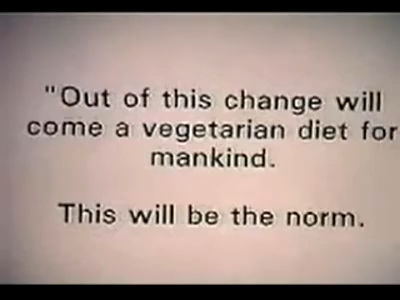 "Out of this change will
come a vegetarian diet for
mankind.
This will be the norm.